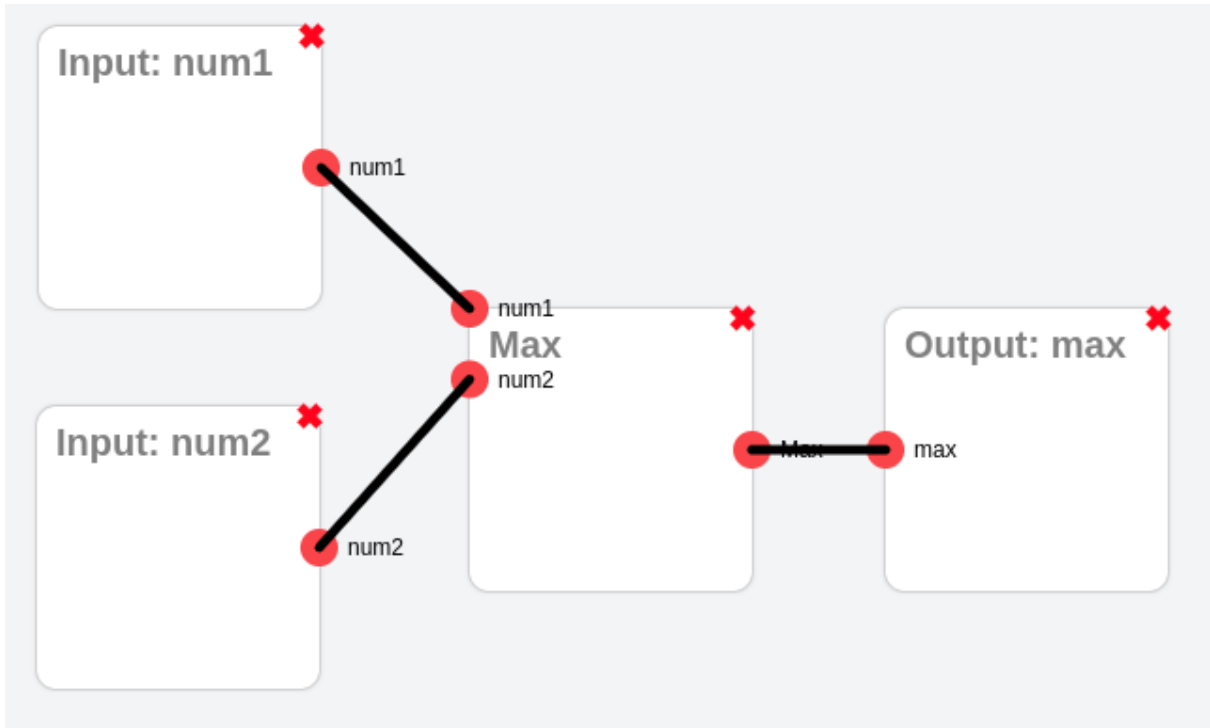 Input: num1
num1
num1
Max
num2
Max
Output: max
max
Input: num2
num2